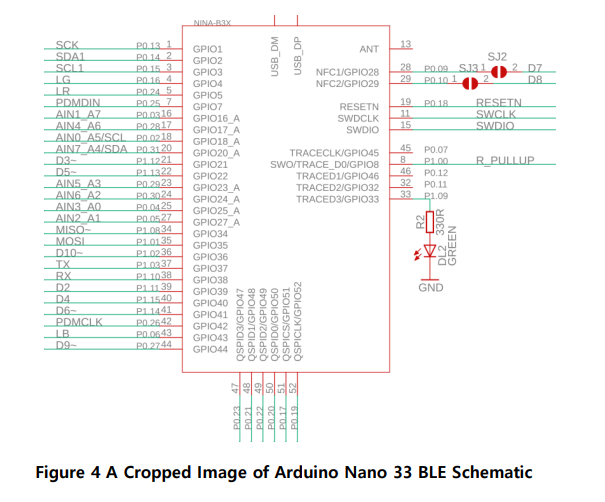 NINA-B3X
SCK P0.13 1 GPIO1
SDA1 P0.14 2 GPIO2
SCL1 P0.15 3 GPIO3
LG P0.16 4 GPIO4
LR P0.24 5 GPIO5
PDMDIN P0.25 7 GPIO7
AIN1_A7 P0.03 16 GPIO16_A
AIN4_A6 P0.28 17 GPIO17_A
AIN0_A5/SCL P0.02 18 GPIO18_A
AIN7_A4/SDA P0.31 20 GPIO20
D3~ P1.12 21 GPIO21
D5~ P1.13 22 GPIO22
AIN5_A3 P0.29 23 GPIO23_A
AIN6_A2 P0.30 24 GPIO24_A
AIN3_A0 P0.04 25 GPIO25_A
AIN2_A1 P0.05 27 GPIO27_A
MISO~ P1.08 34 GPIO34
MOSI P1.01 35 GPIO35
D10~ P1.02 36 GPIO36
TX P1.03 37 GPIO37
RX P1.10 38 GPIO38
D2 P1.11 39 GPIO39
D4 P1.15 40 GPIO40
D6~ P1.14 41 GPIO41
PDMCLK P0.26 42 GPIO42
LB P0.06 43 GPIO43
D9~ P0.27 44 GPIO44
USB_DM
USB_DP
ANT 13
SJ2
NFC1/GPIO28 28 P0.09 SJ3 1 2 D7
NFC2/GPIO29 29 P0.10 1 2 D8
RESETN 19 P0.18 RESETN
SWDCLK 11 SWCLK
SWDIO 15 SWDIO
TRACECLK/GPIO45 45 P0.07
SWO/TRACE_D0/GPIO8 8 P1.00 R_PULLUP
TRACED1/GPIO46 46 P0.12
TRACED2/GPIO32 32 P0.11
TRACED3/GPIO33 33 P1.09
R2
330R
DL2
GREEN
GND
QSPID3/GPIO47 47 P0.23
QSPID1/GPIO48 48 P0.21
QSPID2/GPIO49 49 P0.22
QSPID0/GPIO50 50 P0.20
QSPICS/GPIO51 51 P0.17
QSPICLK/GPIO52 52 P0.19
Figure 4 A Cropped Image of Arduino Nano 33 BLE Schematic